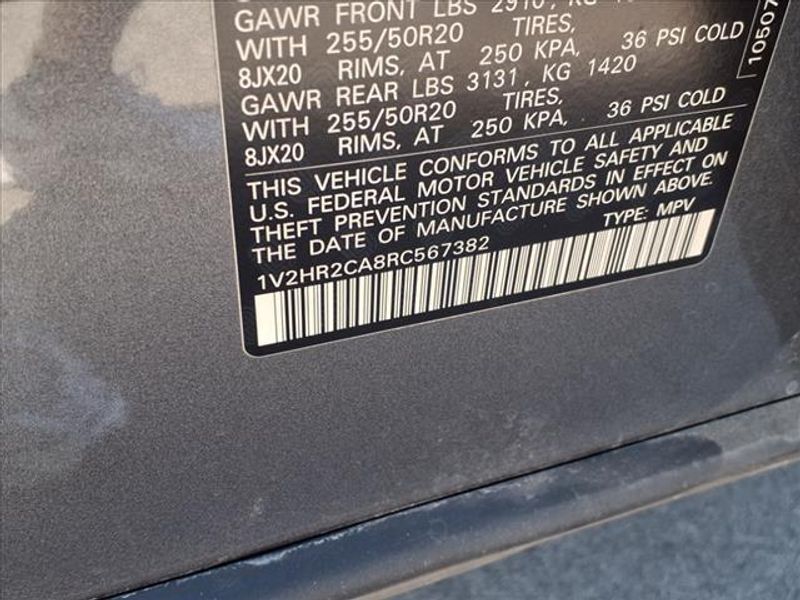 GAWR FRONT LBS 2910, KG
WITH 255/50R20 TIRES,
8JX20 RIMS, AT 250 KPA, 36 PSI COLD
GAWR REAR LBS 3131, KG 1420
WITH 255/50R20 TIRES,
8JX20 RIMS, AT 250 KPA, 36 PSI COLD
THIS VEHICLE CONFORMS TO ALL APPLICABLE
U.S. FEDERAL MOTOR VEHICLE SAFETY AND
THEFT PREVENTION STANDARDS IN EFFECT ON
THE DATE OF MANUFACTURE SHOWN ABOVE.
1V2HR2CA8RC567382 TYPE: MPV